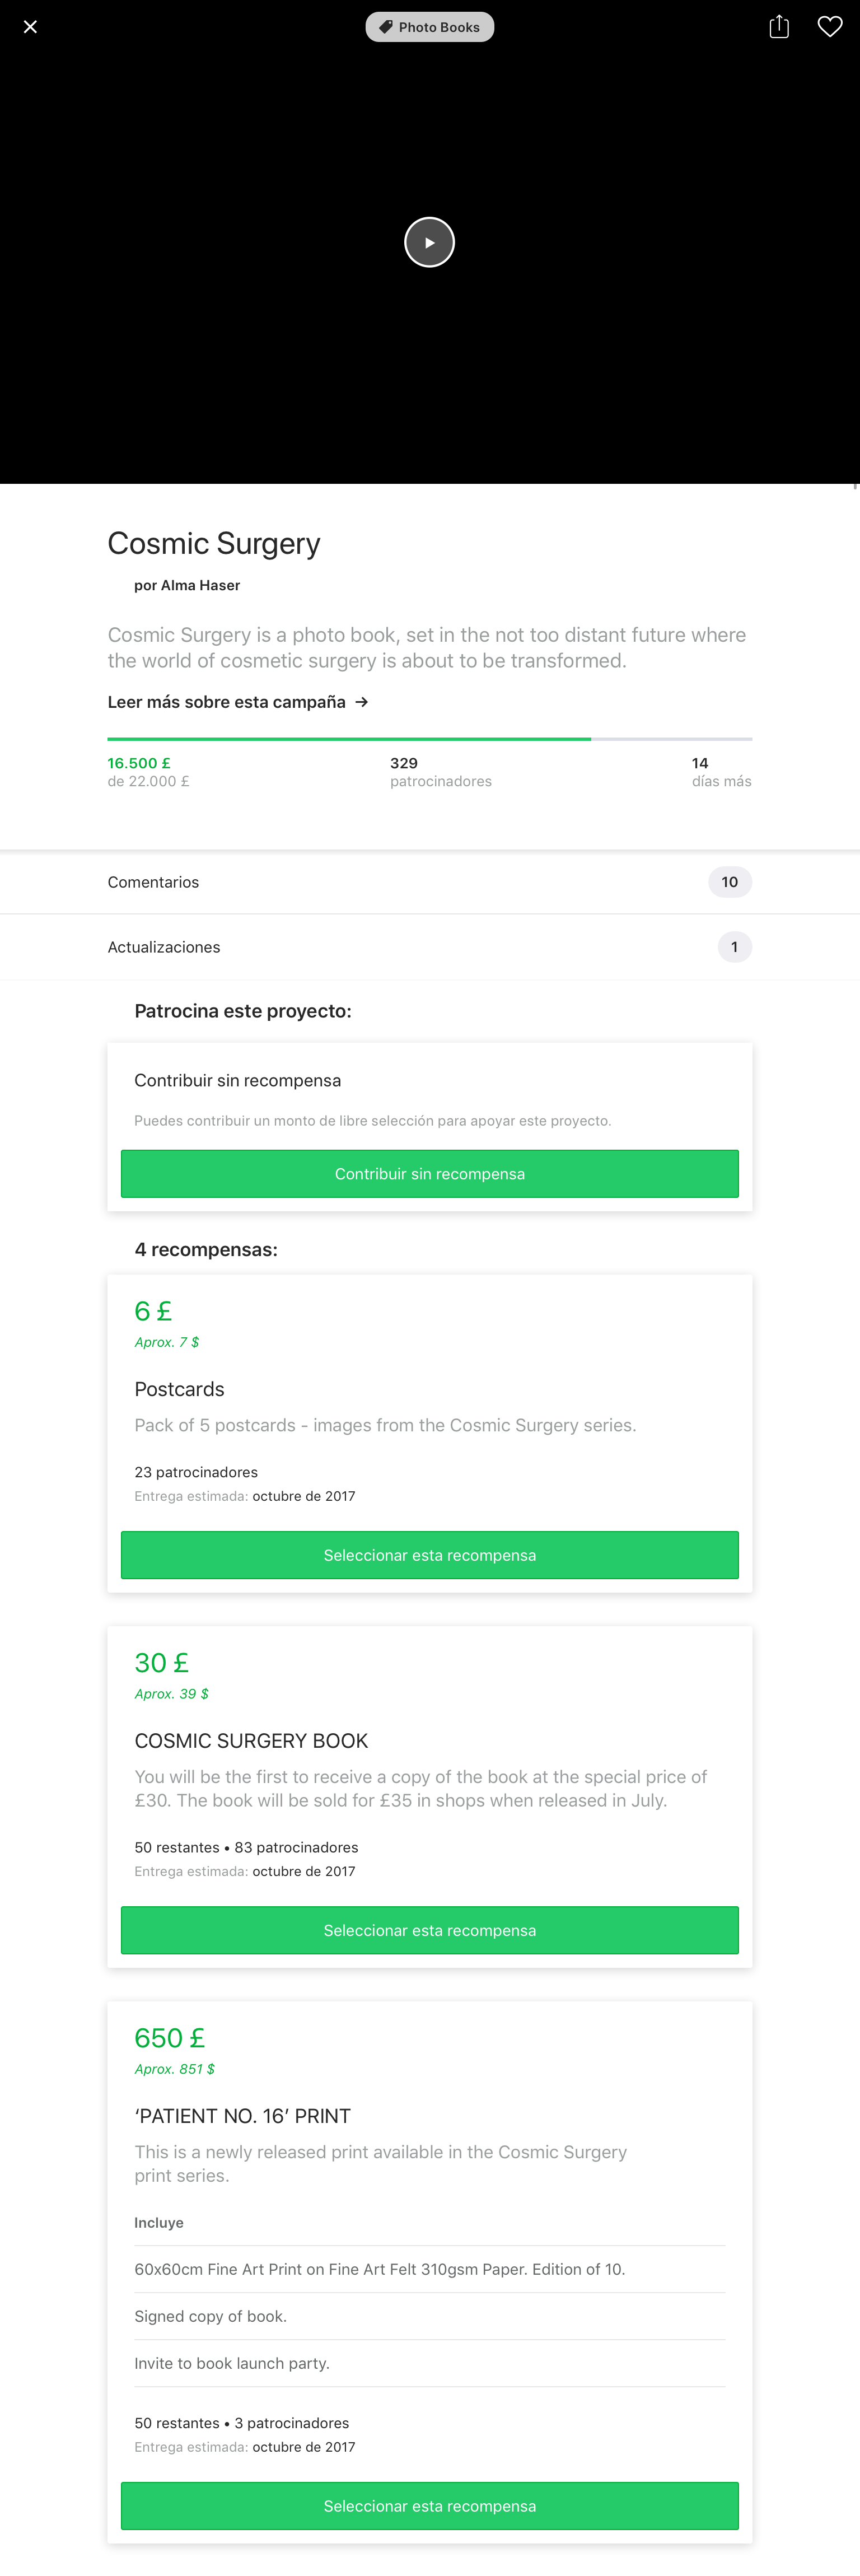 Photo Books
Cosmic Surgery
por Alma Haser
Cosmic Surgery is a photo book, set in the not too distant future where
the world of cosmetic surgery is about to be transformed.
Leer más sobre esta campaña →
16.500 £
de 22.000 £
329
patrocinadores
14
días más
Comentarios
10
Actualizaciones
1
Patrocina este proyecto:
Contribuir sin recompensa
Puedes contribuir un monto de libre selección para apoyar este proyecto.
Contribuir sin recompensa
4 recompensas:
6 £
Aprox. 7 $
Postcards
Pack of 5 postcards - images from the Cosmic Surgery series.
23 patrocinadores
Entrega estimada: octubre de 2017
Seleccionar esta recompensa
30 £
Aprox. 39 $
COSMIC SURGERY BOOK
You will be the first to receive a copy of the book at the special price of
£30. The book will be sold for £35 in shops when released in July.
50 restantes • 83 patrocinadores
Entrega estimada: octubre de 2017
Seleccionar esta recompensa
650 £
Aprox. 851 $
‘PATIENT NO. 16’ PRINT
This is a newly released print available in the Cosmic Surgery
print series.
Incluye
60x60cm Fine Art Print on Fine Art Felt 310gsm Paper. Edition of 10.
Signed copy of book.
Invite to book launch party.
50 restantes • 3 patrocinadores
Entrega estimada: octubre de 2017
Seleccionar esta recompensa